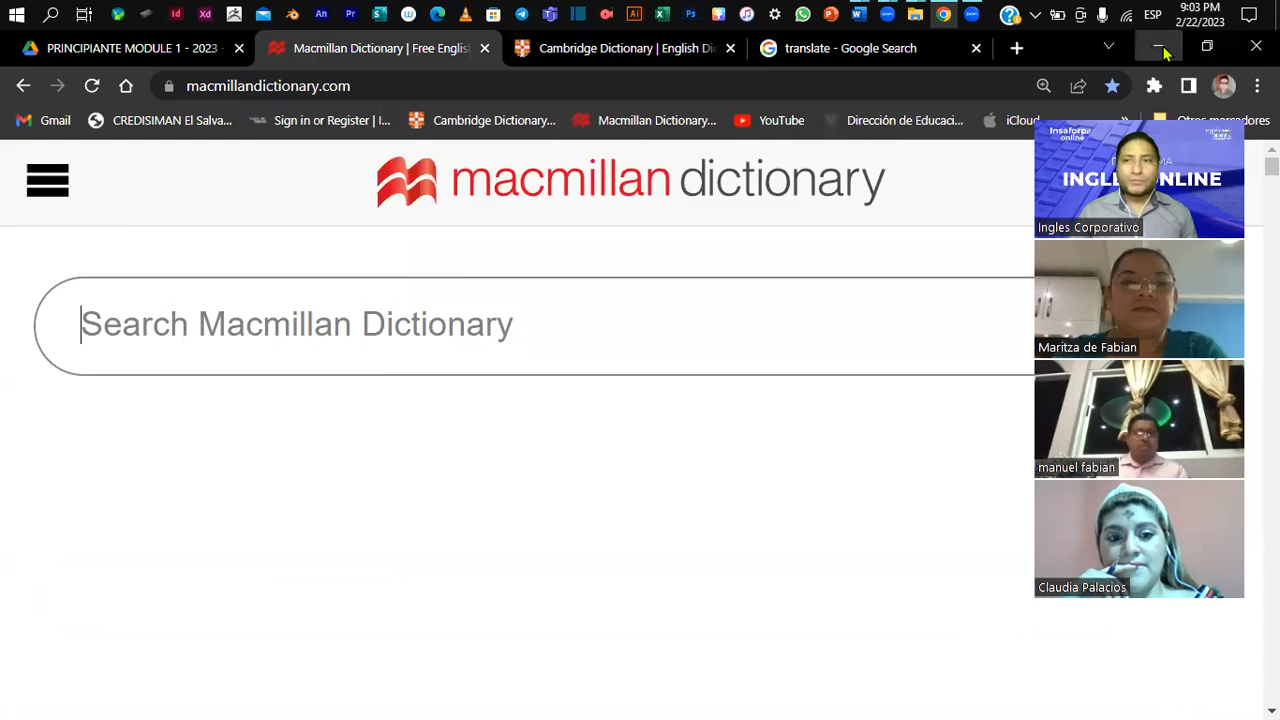 ESP
9:03 PM
2/22/2023
PRINCIPIANTE MODULE 1 - 2023
Macmillan Dictionary | Free Englis
Cambridge Dictionary | English Di
translate - Google Search
macmillandictionary.com
Gmail
CREDISIMAN El Salva...
Sign in or Register | I...
Cambridge Dictionary...
Macmillan Dictionary...
YouTube
Dirección de Educaci...
iCloud
Otros marcadores
macmillan dictionary
Search Macmillan Dictionary
Insaforp
online
INGLE ONLINE
Ingles Corporativo
Maritza de Fabian
manuel fabian
Claudia Palacios